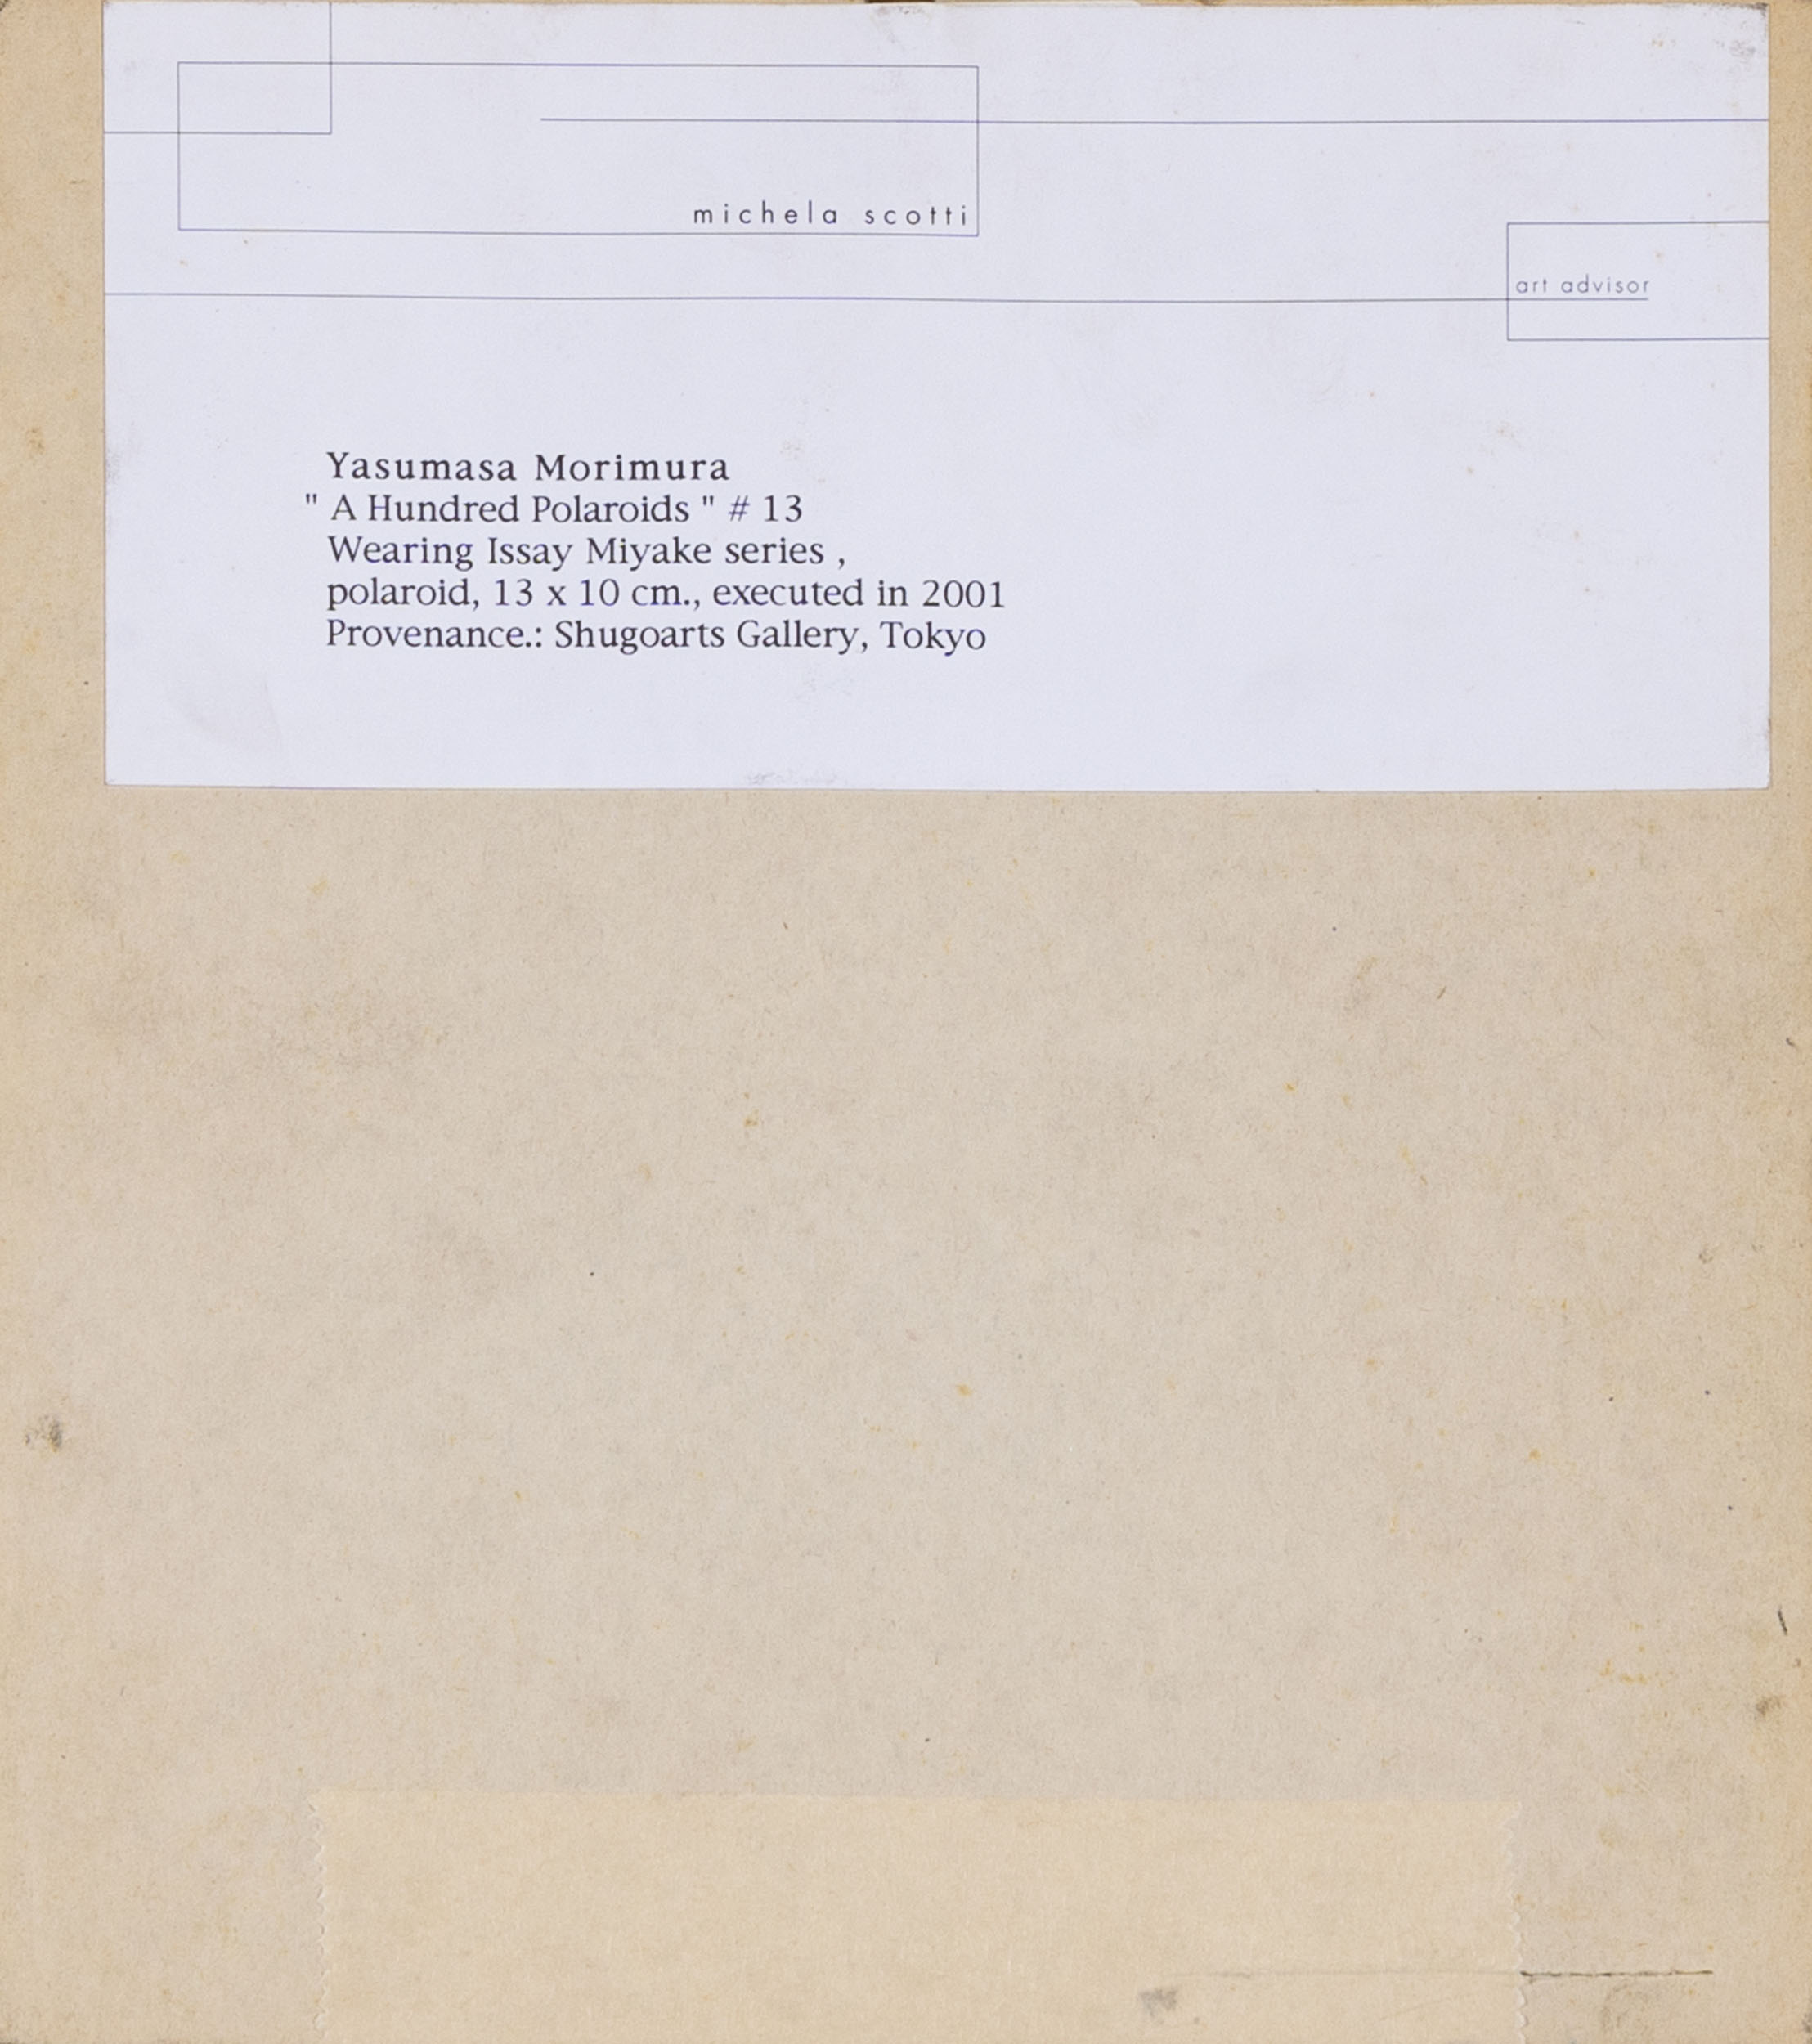 michela scotti
art advisor
Yasumasa Morimura
" A Hundred Polaroids " # 13
Wearing Issay Miyake series ,
polaroid, 13 x 10 cm., executed in 2001
Provenance.: Shugoarts Gallery, Tokyo